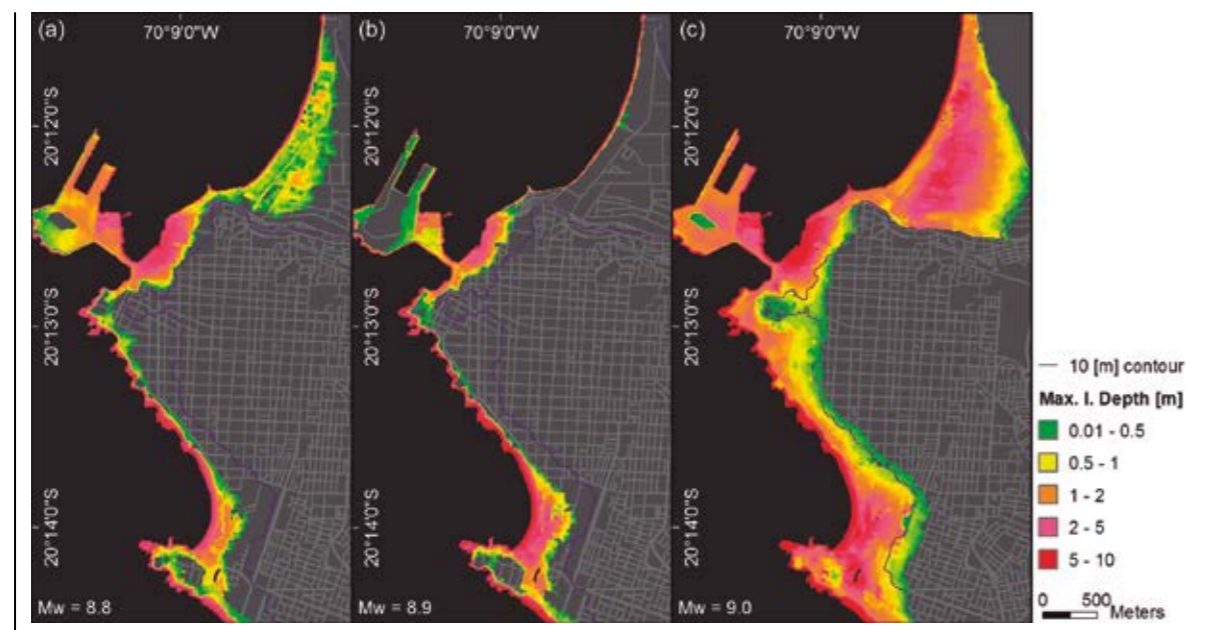 (a)
70°9'0"W
(b)
70°9'0"W
(c)
70°9'0"W
20°12'0"S
20°12'0"S
20°12'0"S
20°13'0"S
20°13'0"S
20°13'0"S
20°14'0"S
20°14'0"S
20°14'0"S
Mw = 8.8
Mw = 8.9
Mw = 9.0
10 [m] contour
Max. I. Depth [m]
0.01 - 0.5
0.5 - 1
1 - 2
2 - 5
5 - 10
0 500
Meters